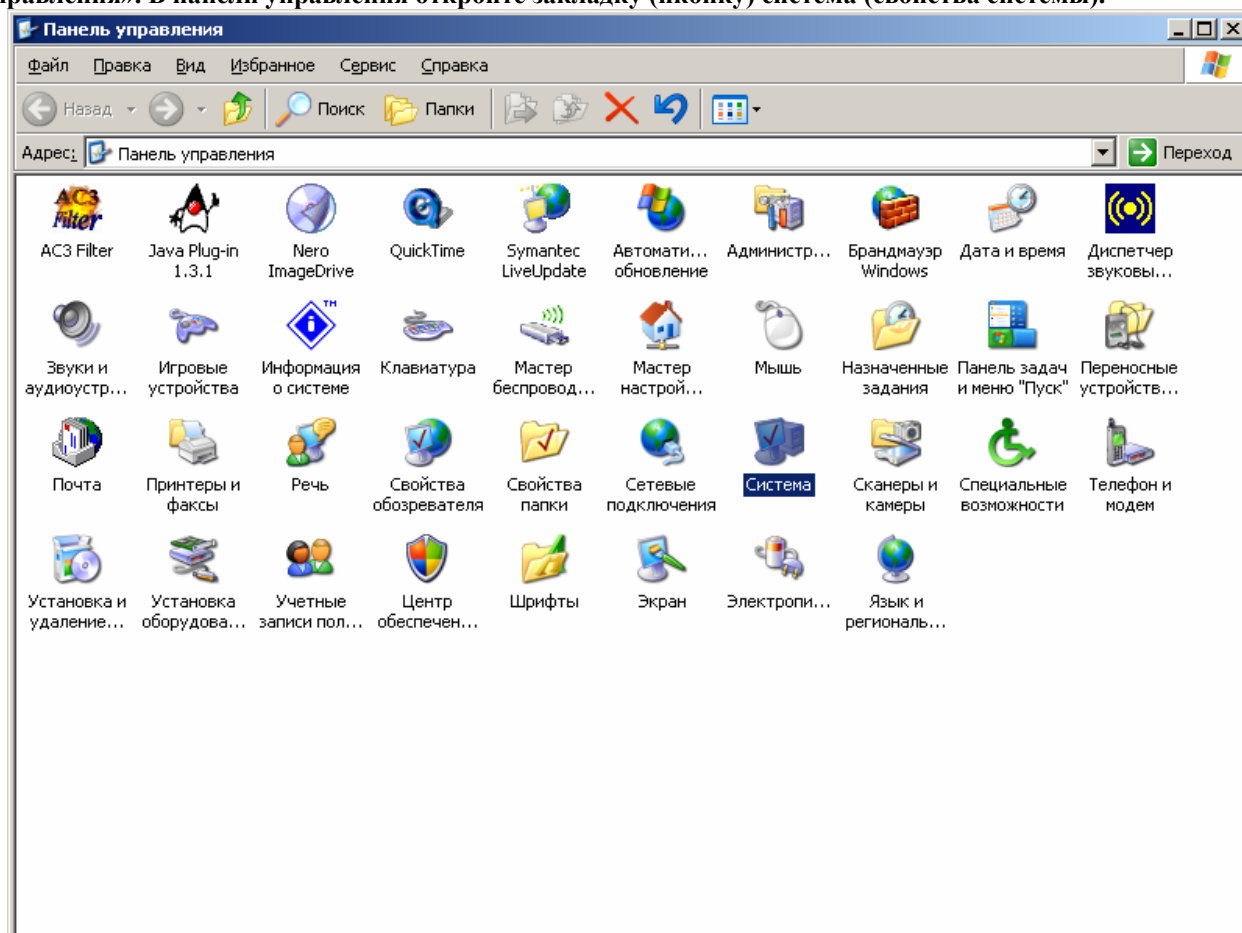 равления». В панели управления откройте закладку (иконку) система (свойства системы).
Панель управления
Файл Правка Вид Избранное Сервис Справка
Назад Поиск Папки
Адрес: Панель управления Переход
AC3 Filter
AC3 Filter Java Plug-in Nero QuickTime Symantec Автомати... Администр... Брандмауэр Дата и время Диспетчер
1.3.1 ImageDrive LiveUpdate обновление Windows звуковы...
TM
Звуки и Игровые Информация Клавиатура Мастер Мастер Мышь Назначенные Панель задач Переносные
аудиоустр... устройства о системе беспровод... настрой... задания и меню "Пуск" устройств...
Почта Принтеры и Речь Свойства Свойства Сетевые Система Сканеры и Специальные Телефон и
факсы обозревателя папки подключения камеры возможности модем
Установка и Установка Учетные Центр Шрифты Экран Электропи... Язык и
удаление... оборудова... записи пол... обеспечен... региональ...